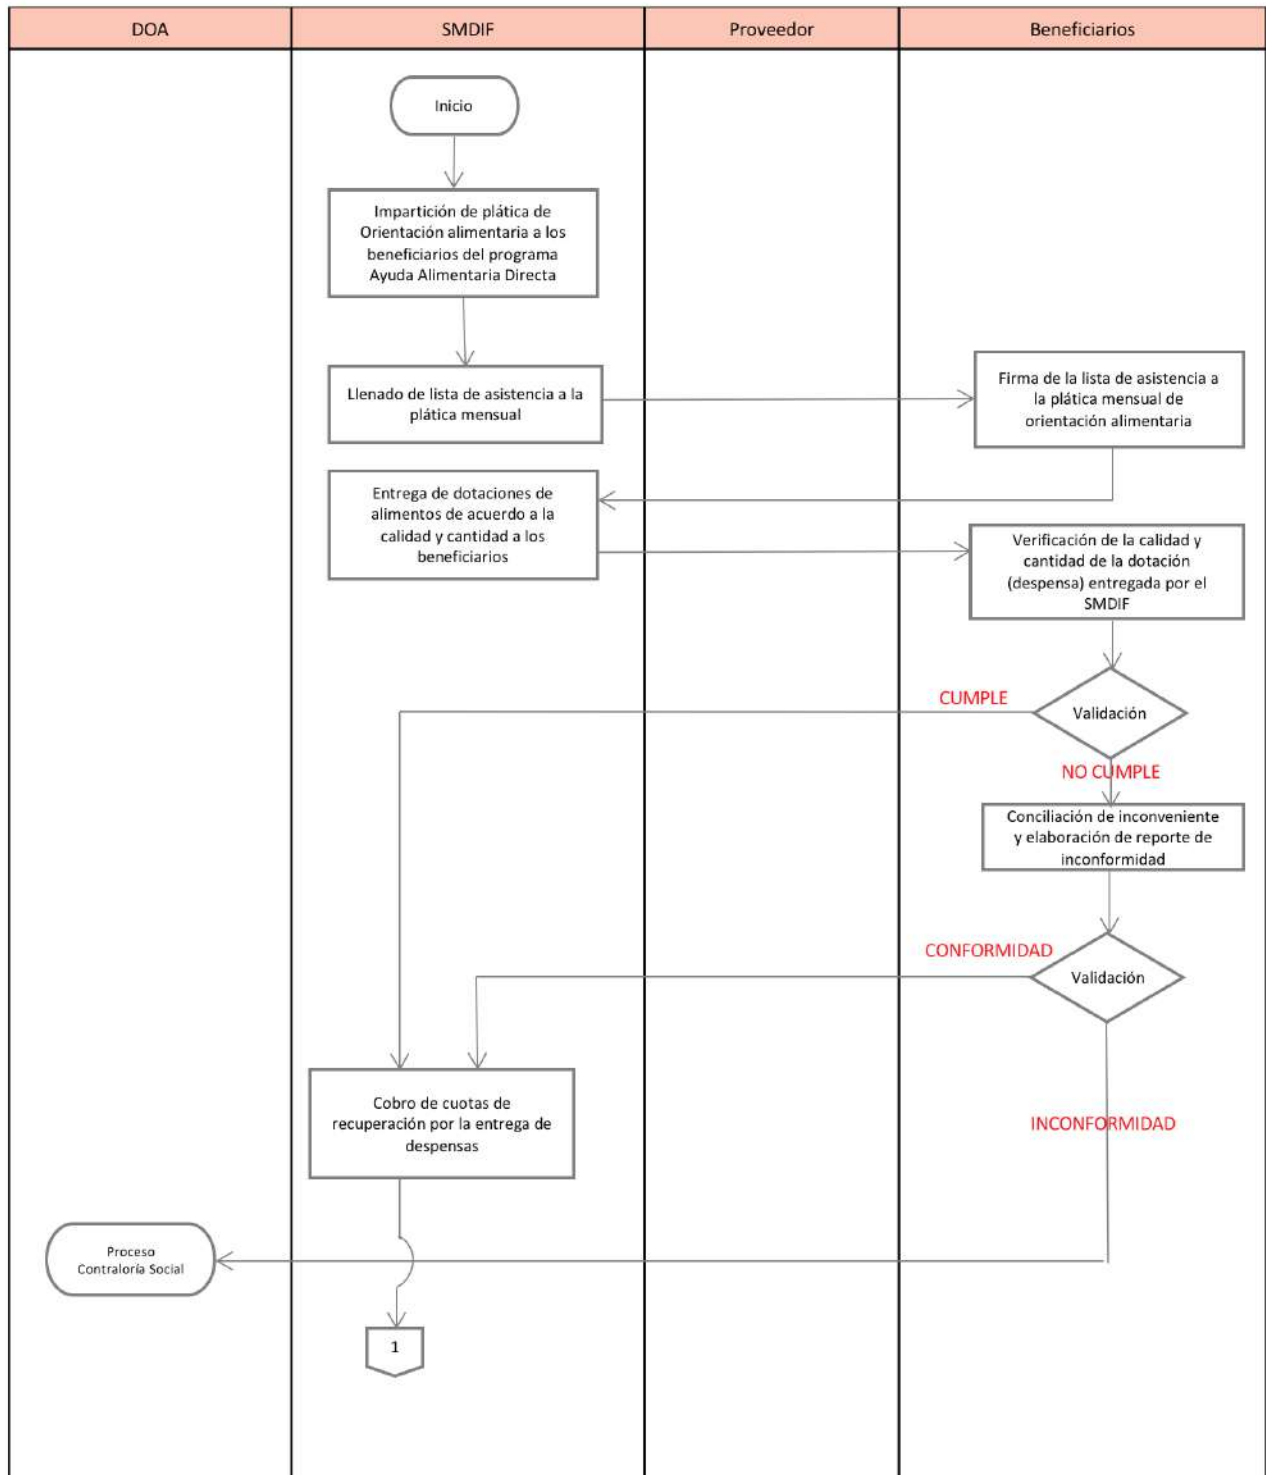 DOA
SMDIF
Proveedor
Beneficiarios
Inicio
Impartición de plática de
Orientación alimentaria a los
beneficiarios del programa
Ayuda Alimentaria Directa
Llenado de lista de asistencia a la
plática mensual
Firma de la lista de asistencia a
la plática mensual de
orientación alimentaria
Entrega de dotaciones de
alimentos de acuerdo a la
calidad y cantidad a los
beneficiarios
Verificación de la calidad y
cantidad de la dotación
(despensa) entregada por el
SMDIF
CUMPLE
Validación
NO CUMPLE
Conciliación de inconveniente
y elaboración de reporte de
inconformidad
CONFORMIDAD
Validación
Cobro de cuotas de
recuperación por la entrega de
despensas
INCONFORMIDAD
Proceso
Contraloría Social
1